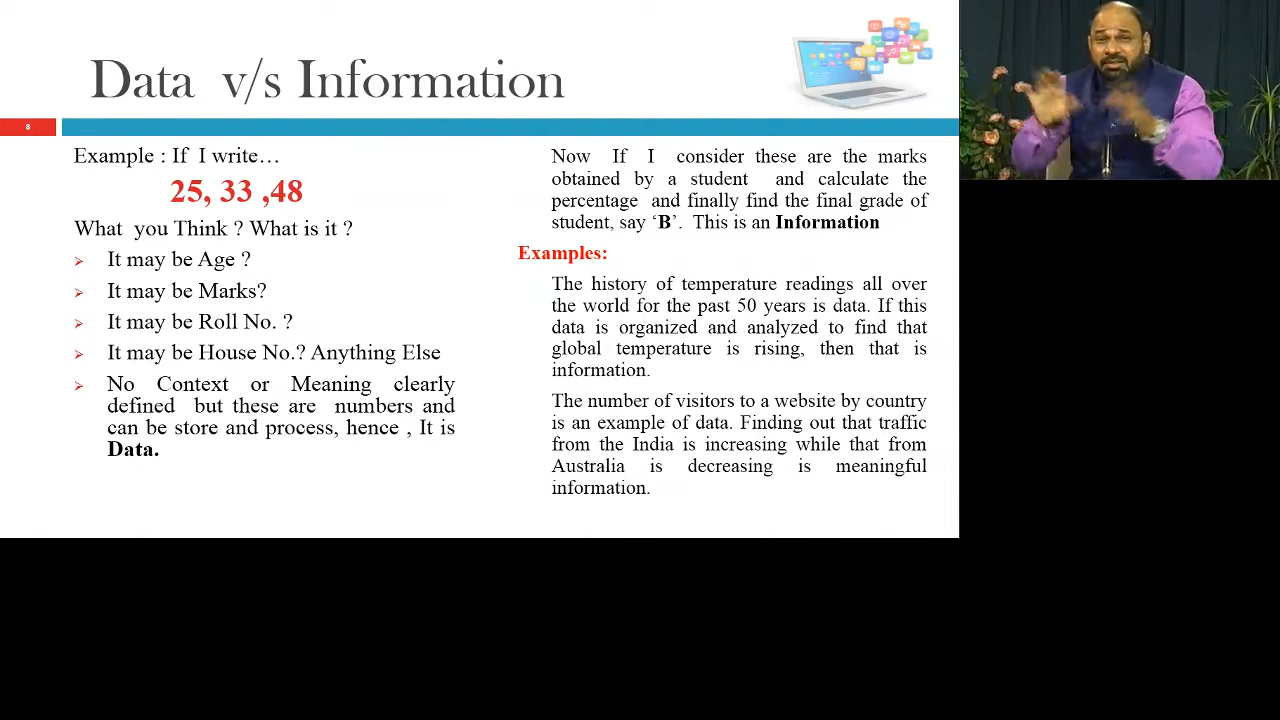 Data v/s Information
8
Example : If I write…
25, 33 ,48
What you Think ? What is it ?
It may be Age ?
It may be Marks?
It may be Roll No. ?
It may be House No.? Anything Else
No Context or Meaning clearly
defined but these are numbers and
can be store and process, hence , It is
Data.
Now If I consider these are the marks
obtained by a student and calculate the
percentage and finally find the final grade of
student, say ‘B’. This is an Information
Examples:
The history of temperature readings all over
the world for the past 50 years is data. If this
data is organized and analyzed to find that
global temperature is rising, then that is
information.
The number of visitors to a website by country
is an example of data. Finding out that traffic
from the India is increasing while that from
Australia is decreasing is meaningful
information.